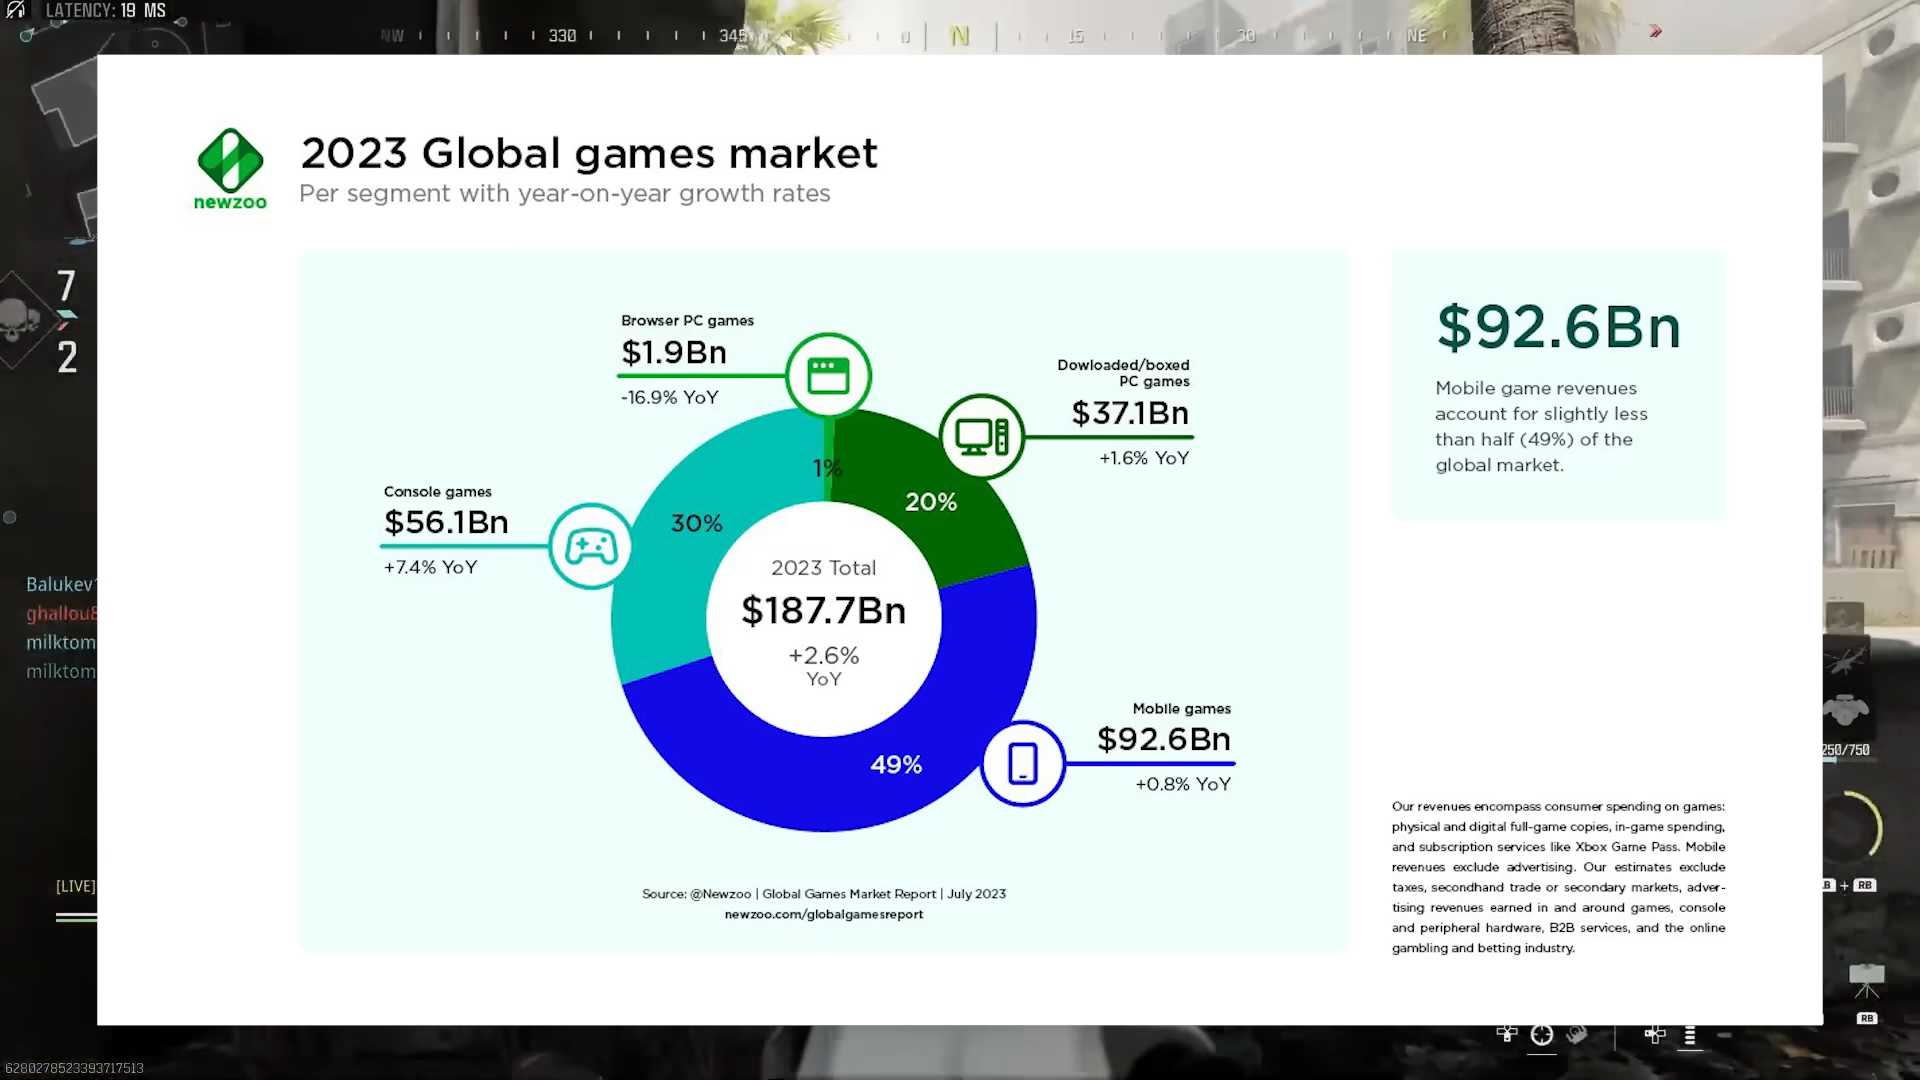 LATENCY: 19 MS
NW
330
345
N
15
30
NE
newzoo
2023 Global games market
Per segment with year-on-year growth rates
7
2
Browser PC games
$1.9Bn
-16.9% YoY
Dowloaded/boxed
PC games
$37.1Bn
+1.6% YoY
Console games
$56.1Bn
+7.4% YoY
1%
20%
30%
49%
2023 Total
$187.7Bn
+2.6%
YoY
Mobile games
$92.6Bn
+0.8% YoY
Source: @Newzoo | Global Games Market Report | July 2023
newzoo.com/globalgamesreport
$92.6Bn
Mobile game revenues
account for slightly less
than half (49%) of the
global market.
Our revenues encompass consumer spending on games:
physical and digital full-game copies, in-game spending,
and subscription services like Xbox Game Pass. Mobile
revenues exclude advertising. Our estimates exclude
taxes, secondhand trade or secondary markets, adver-
tising revenues earned in and around games, console
and peripheral hardware, B2B services, and the online
gambling and betting industry.
Balukev
ghallou8
milktom
milktom
[LIVE]
250/750
+ RB
RB
6280278523393717513